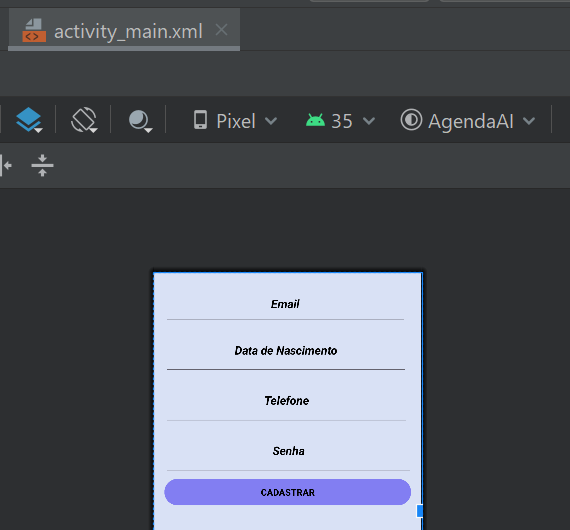 activity_main.xml
Pixel 35 AgendaAI
Email
Data de Nascimento
Telefone
Senha
CADASTRAR